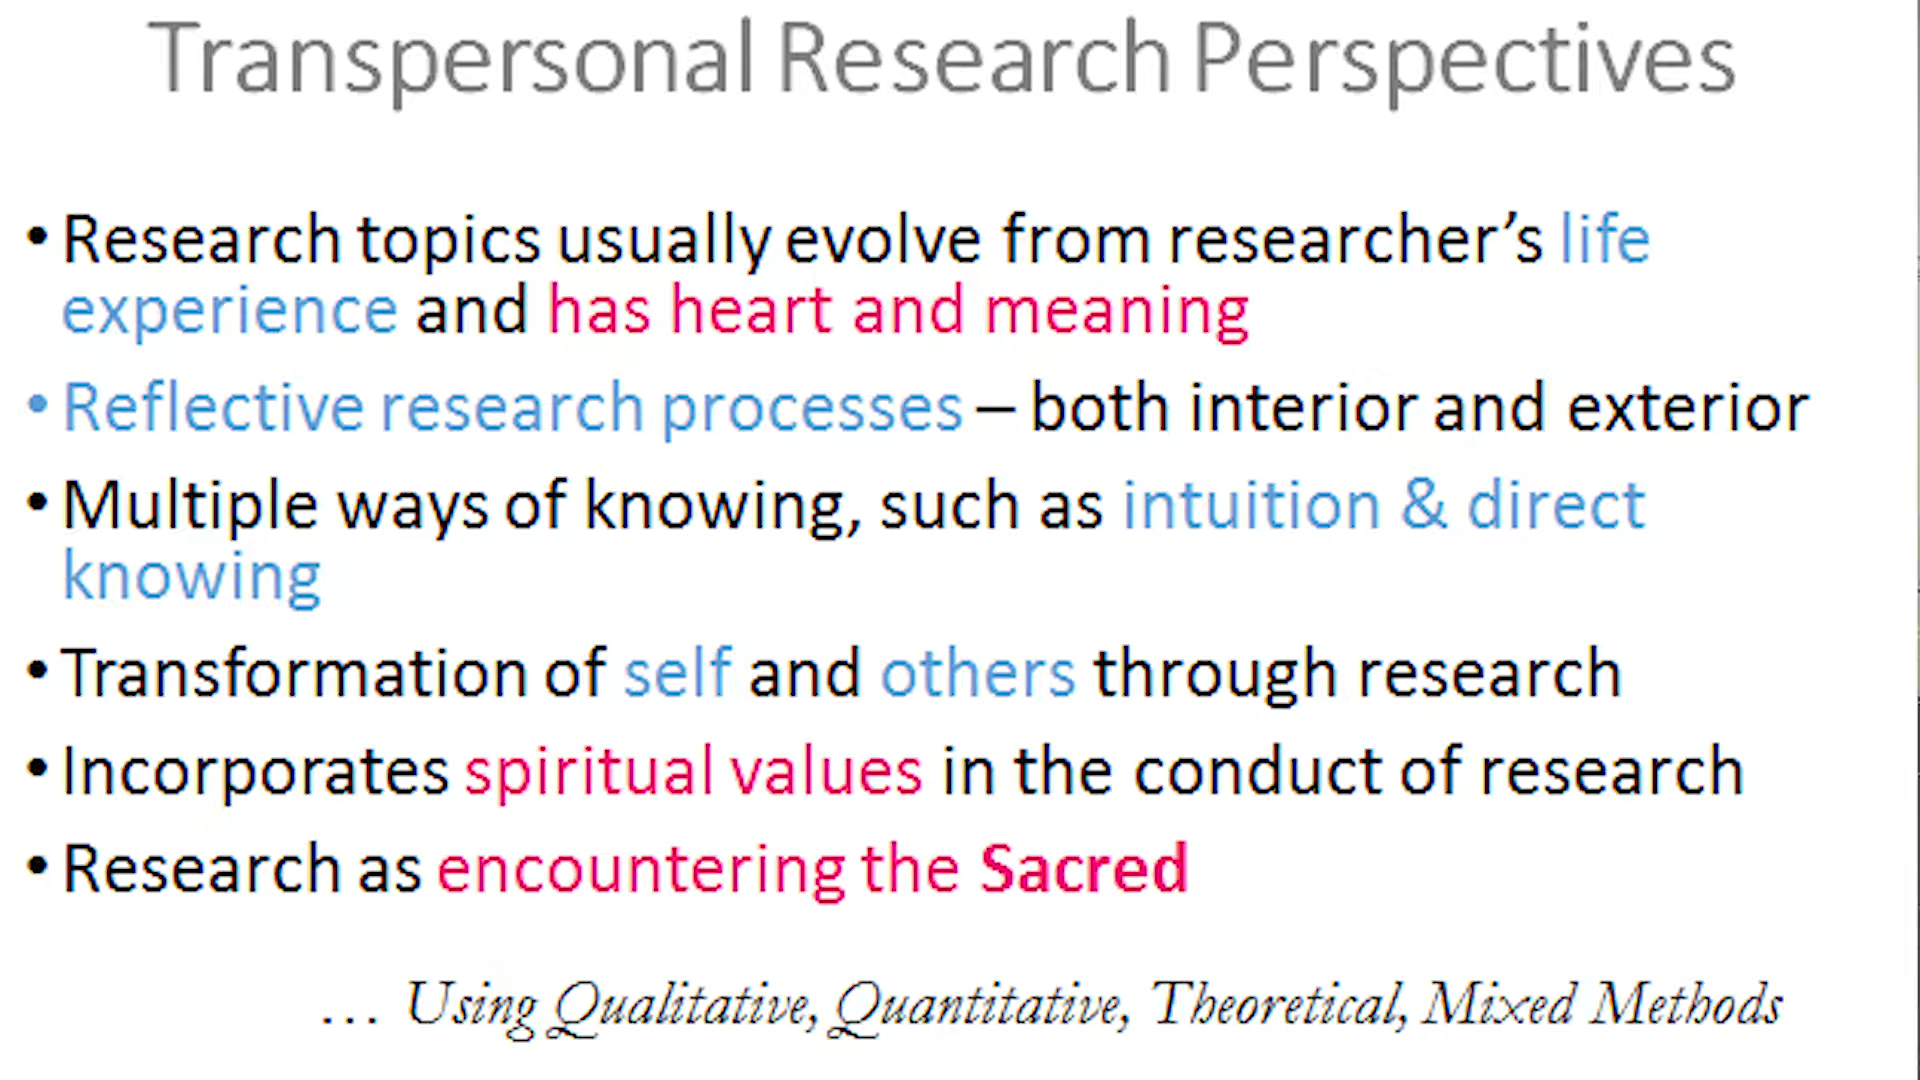 Transpersonal Research Perspectives
• Research topics usually evolve from researcher’s life
experience and has heart and meaning
• Reflective research processes – both interior and exterior
• Multiple ways of knowing, such as intuition & direct
knowing
• Transformation of self and others through research
• Incorporates spiritual values in the conduct of research
• Research as encountering the Sacred
… Using Qualitative, Quantitative, Theoretical, Mixed Methods